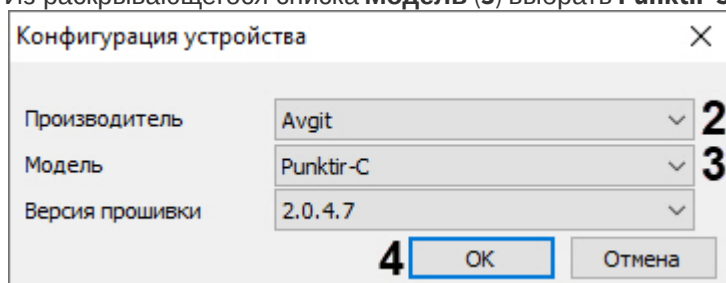 Из раскрывающегося списка Модель (3) выбрать Punktir-
Конфигурация устройства
Производитель Avgit 2
Модель Punktir-C 3
Версия прошивки 2.0.4.7
4 OK Отмена